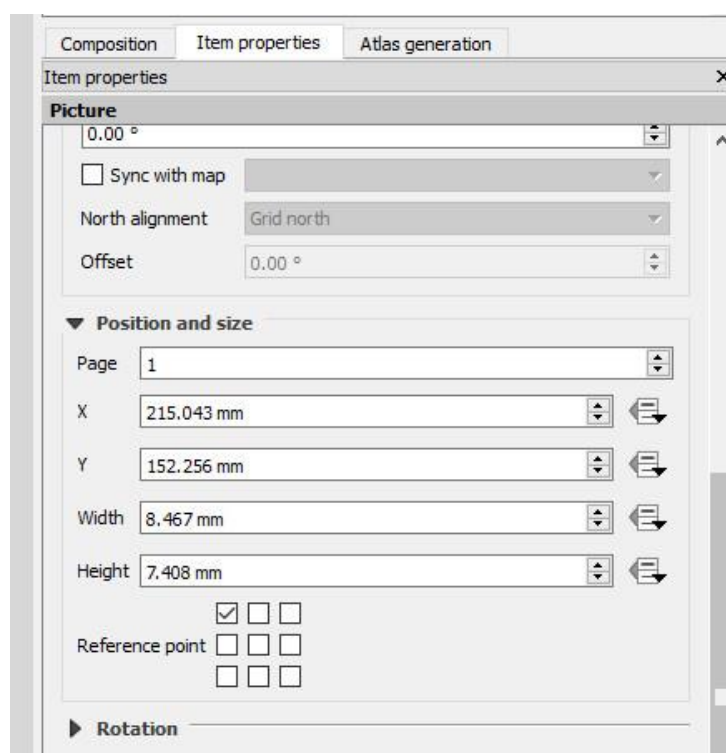 Composition Item properties Atlas generation
Item properties
Picture
0.00 °
Sync with map
North alignment Grid north
Offset 0.00 °
Position and size
Page 1
X 215.043 mm
Y 152.256 mm
Width 8.467 mm
Height 7.408 mm
Reference point
Rotation